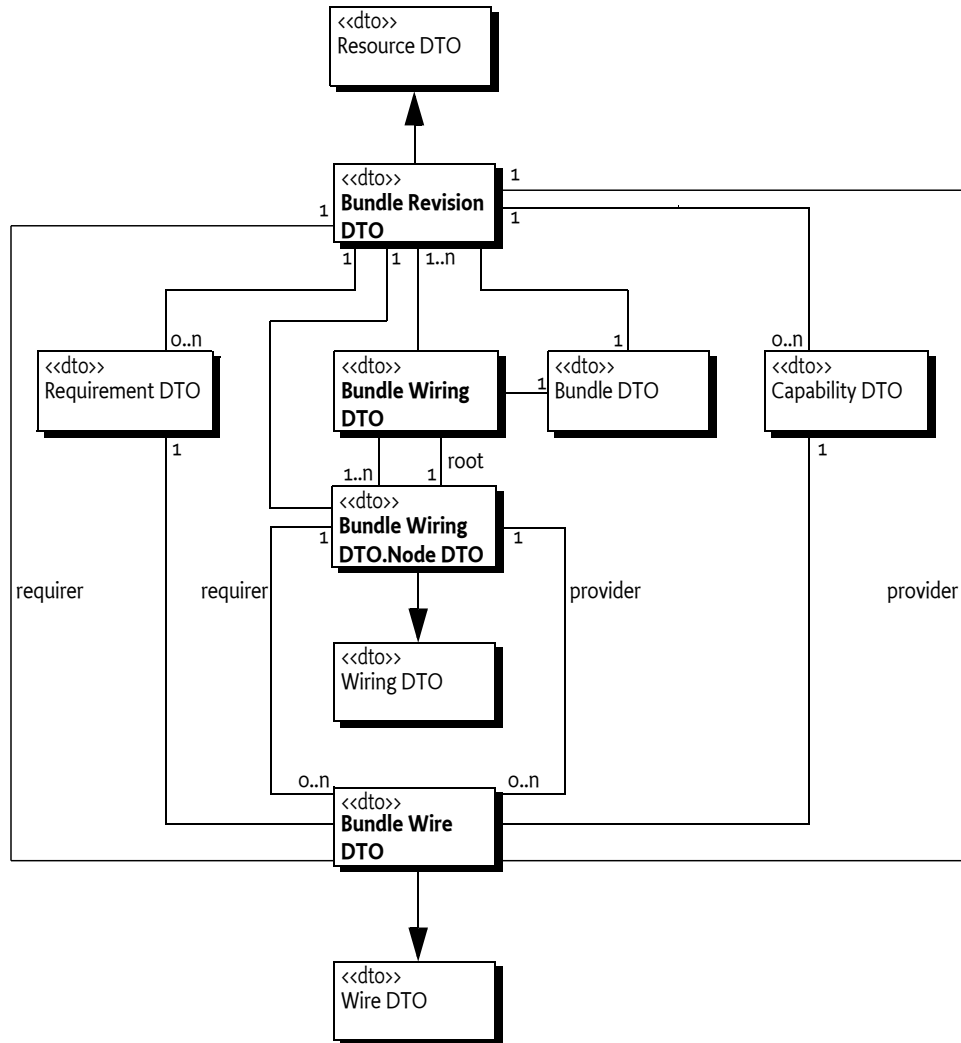 <<dto>>
Resource DTO
<<dto>>
Bundle Revision
DTO
1
1
1
1
1
1..n
o..n
1
o..n
<<dto>>
Requirement DTO
<<dto>>
Bundle Wiring
DTO
1
<<dto>>
Bundle DTO
<<dto>>
Capability DTO
1
1..n
1
root
1
<<dto>>
Bundle Wiring
DTO.Node DTO
1
1
requirer
requirer
provider
provider
<<dto>>
Wiring DTO
o..n
o..n
<<dto>>
Bundle Wire
DTO
<<dto>>
Wire DTO